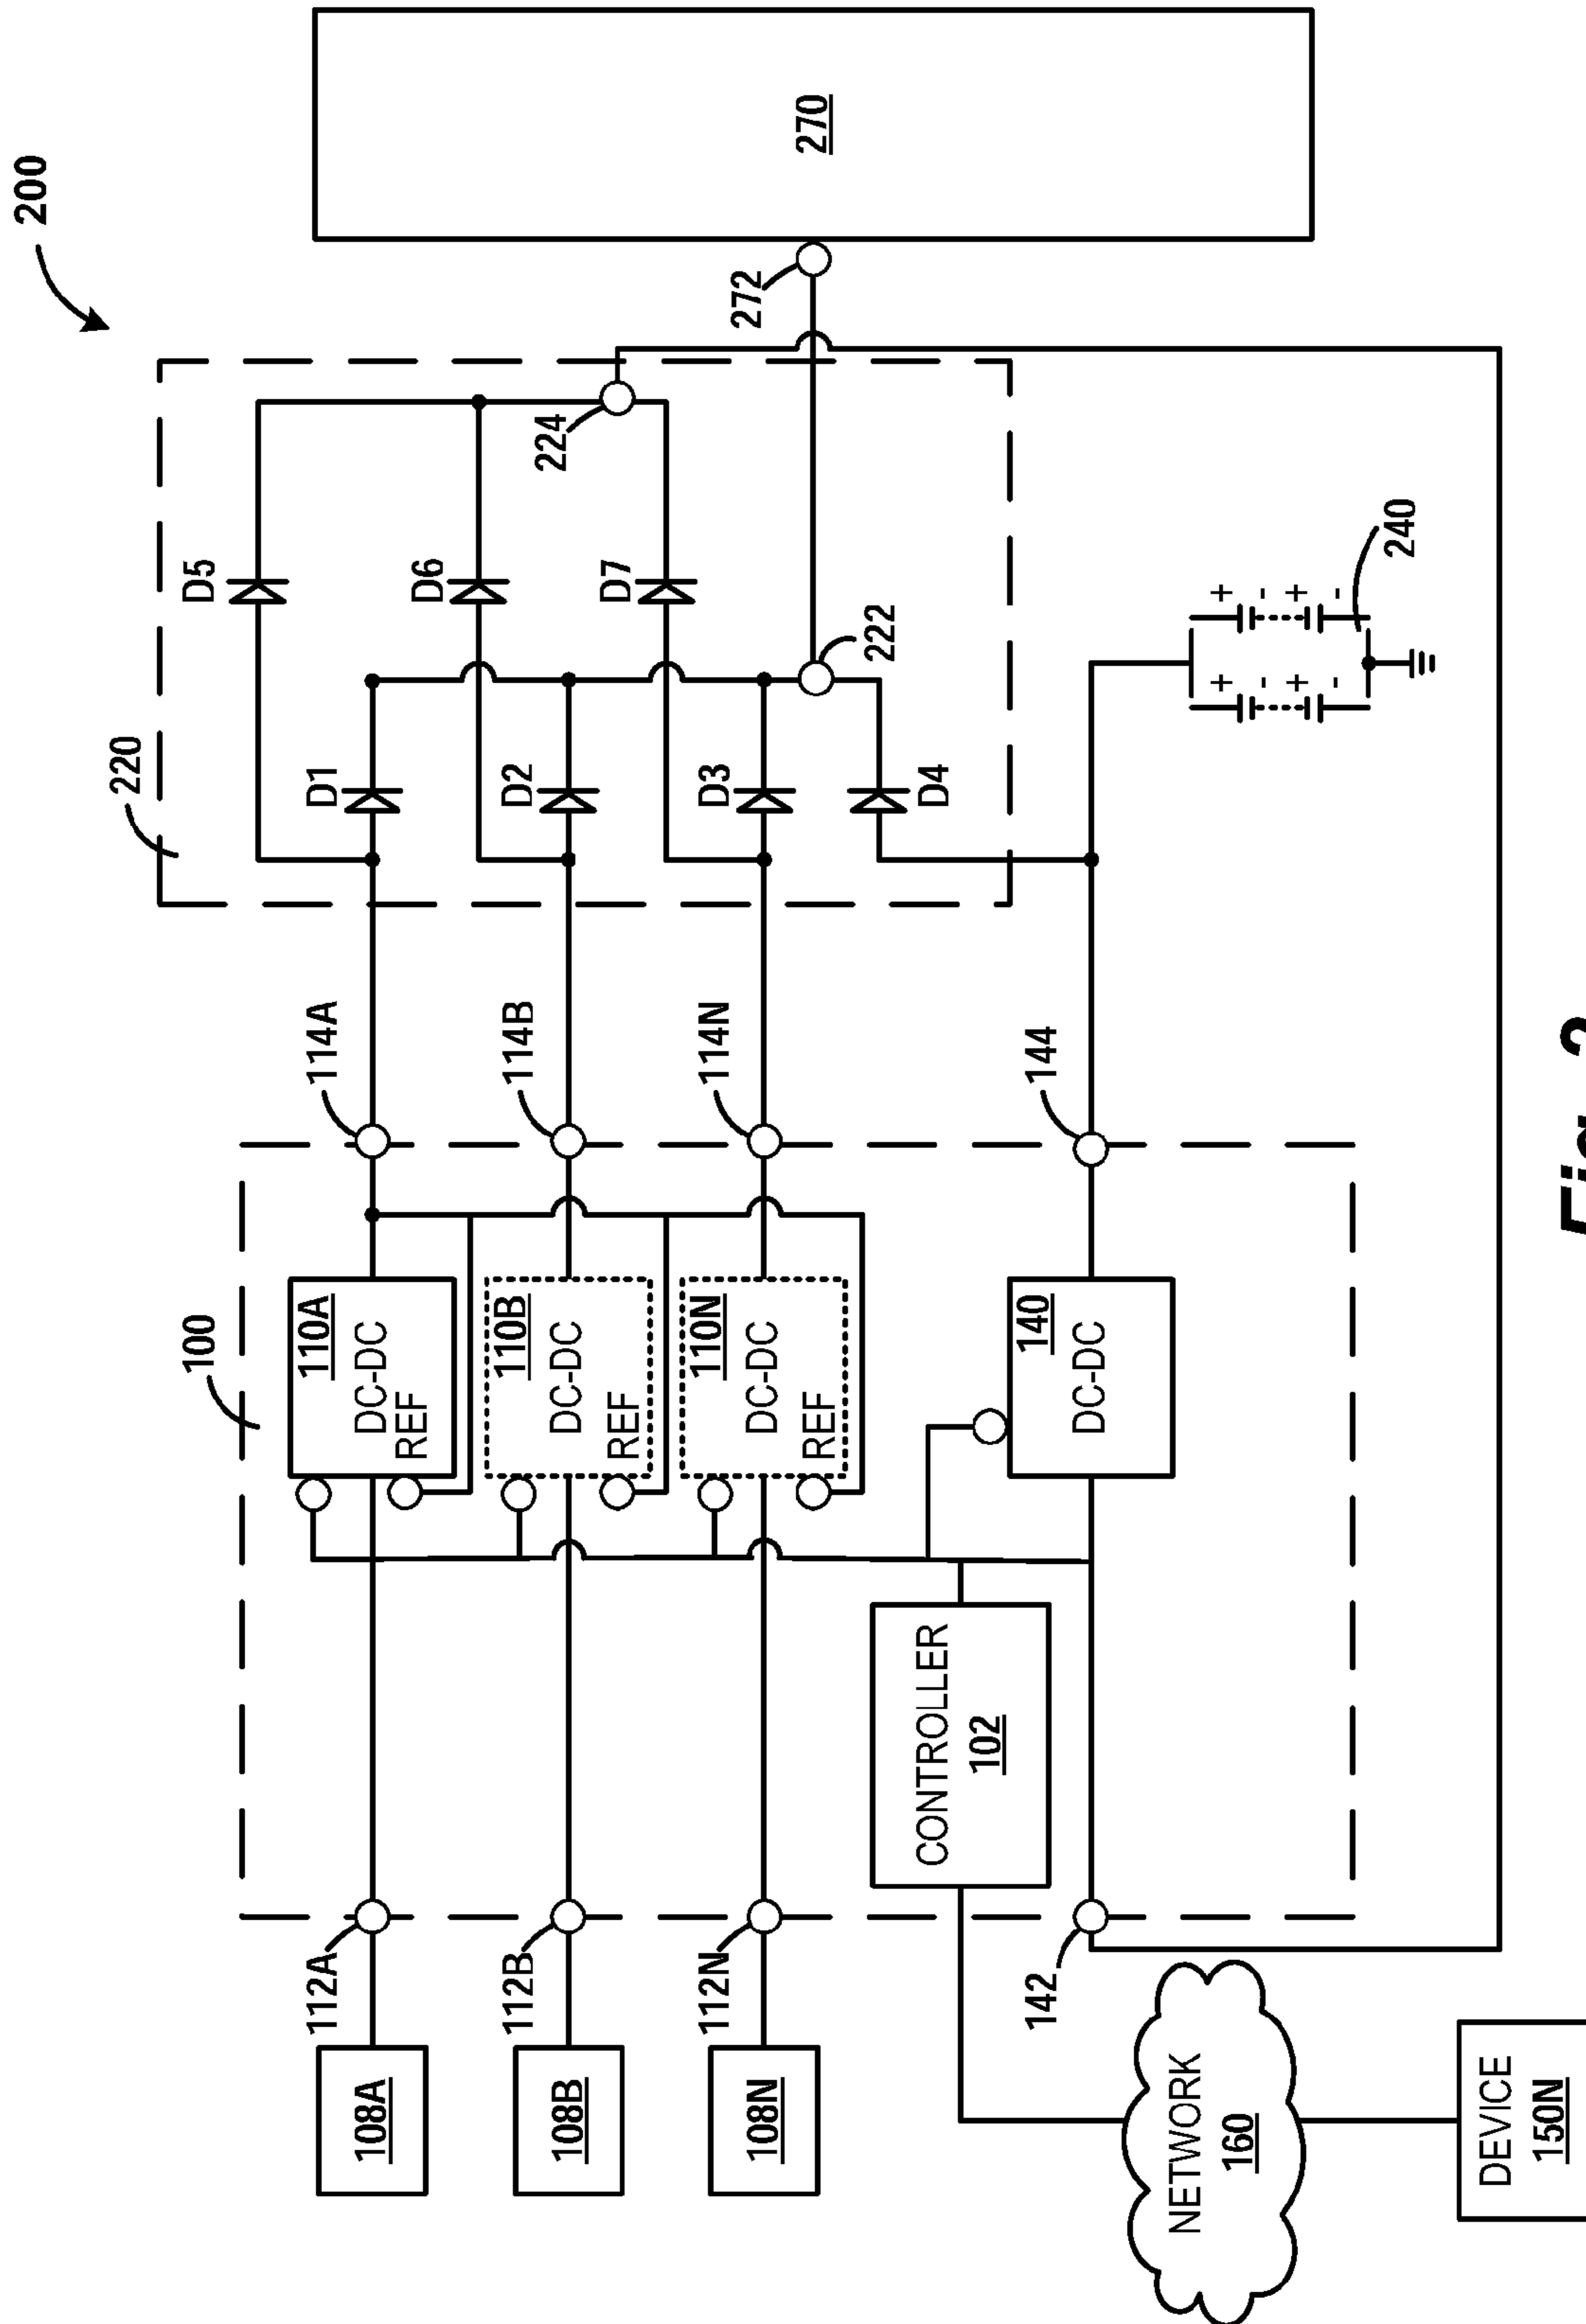 200
220
D5
D1
D6
D2
224
D7
D3
272
270
222
D4
240
+ - + -
+ - + -
100
114A
110A
DC-DC
REF
114B
110B
DC-DC
REF
114N
110N
DC-DC
REF
144
140
DC-DC
CONTROLLER
102
112A
108A
112B
108B
112N
108N
142
NETWORK
160
DEVICE
150N
Fig. 2